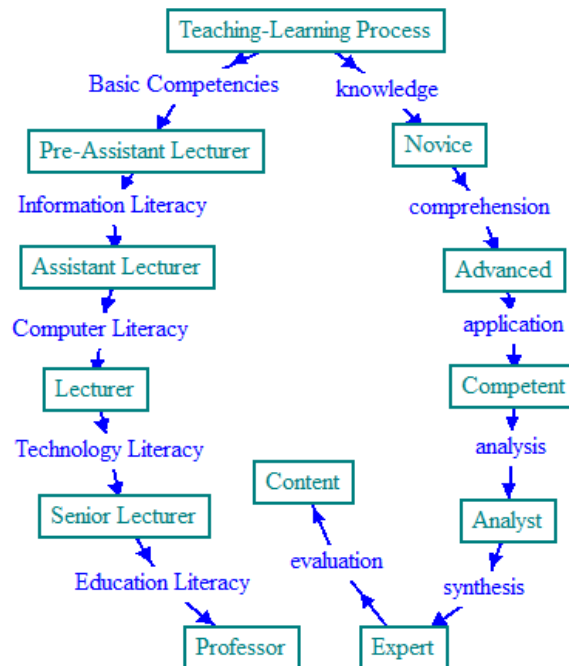 Teaching-Learning Process
Basic Competencies
knowledge
Pre-Assistant Lecturer
Novice
Information Literacy
comprehension
Assistant Lecturer
Advanced
Computer Literacy
application
Lecturer
Competent
Technology Literacy
analysis
Content
Senior Lecturer
Analyst
evaluation
Education Literacy
synthesis
Professor
Expert